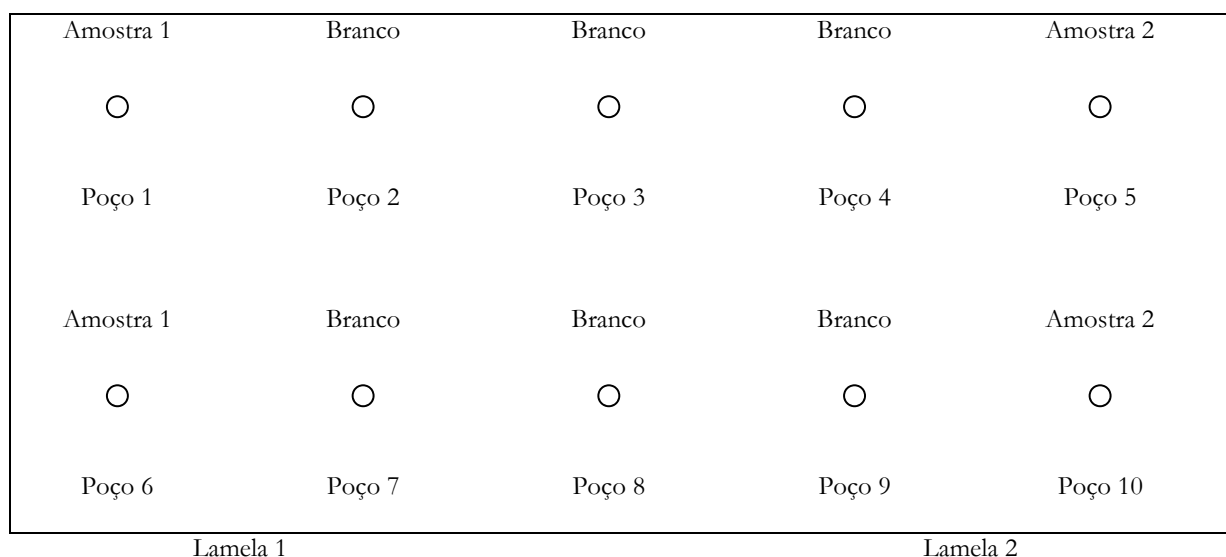 Amostra 1 Branco Branco Branco Amostra 2
Poço 1 Poço 2 Poço 3 Poço 4 Poço 5
Amostra 1 Branco Branco Branco Amostra 2
Poço 6 Poço 7 Poço 8 Poço 9 Poço 10
Lamela 1 Lamela 2